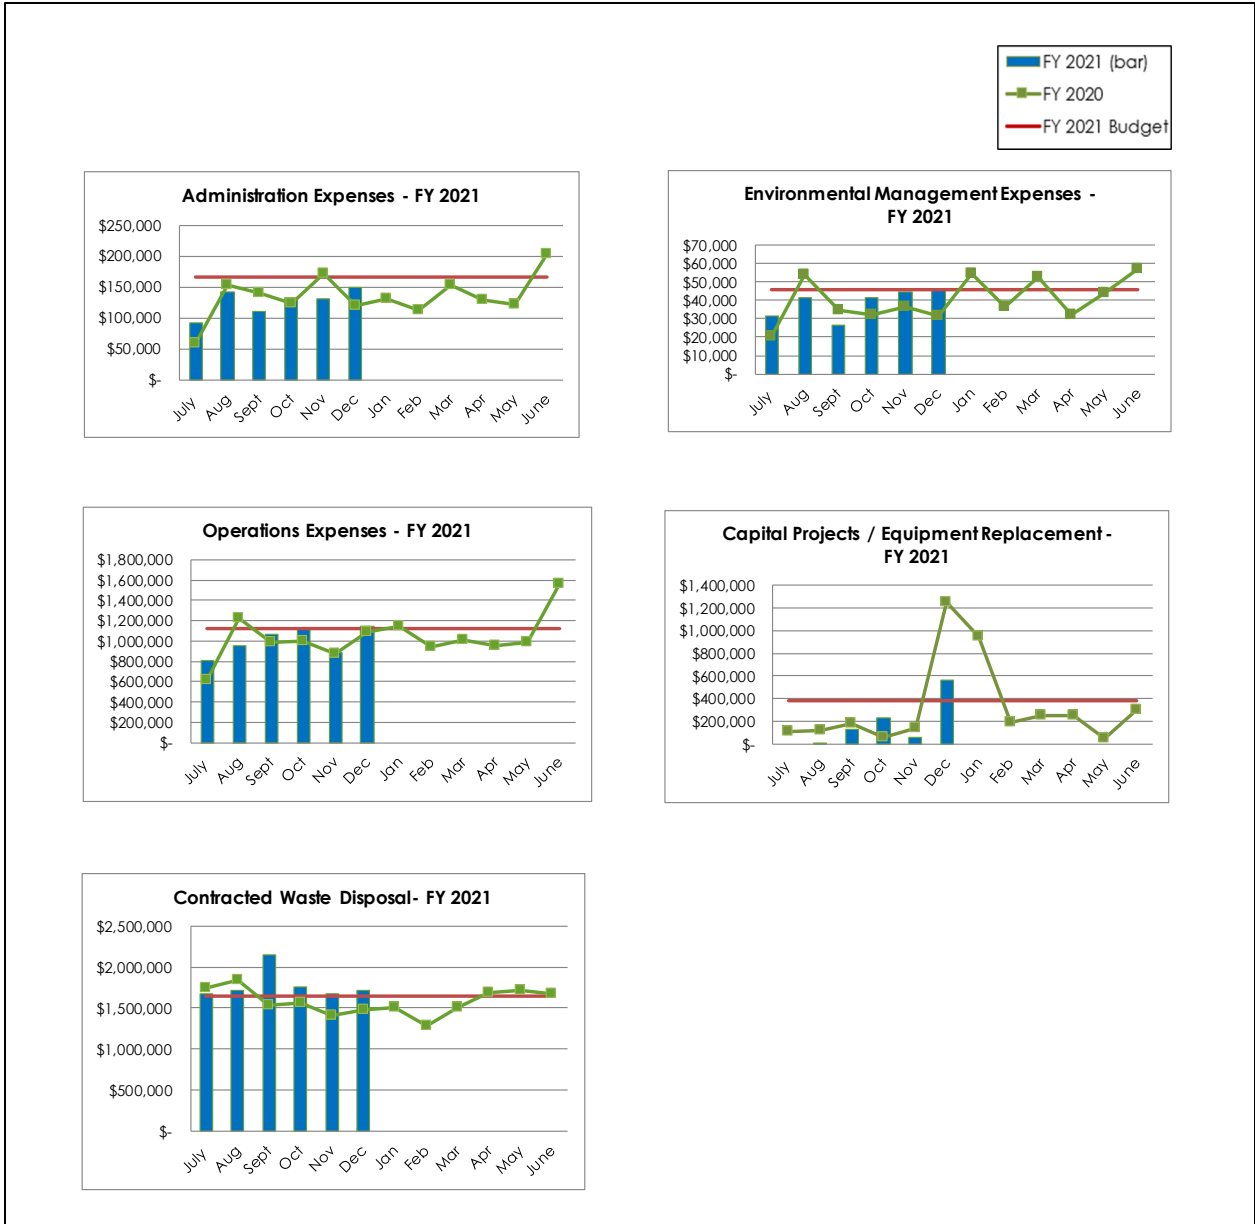 FY 2021 (bar)
FY 2020
FY 2021 Budget
Administration Expenses - FY 2021
$250,000
$200,000
$150,000
$100,000
$50,000
$-
July Aug Sept Oct Nov Dec Jan Feb Mar Apr May June
Environmental Management Expenses -
FY 2021
$70,000
$60,000
$50,000
$40,000
$30,000
$20,000
$10,000
$-
July Aug Sept Oct Nov Dec Jan Feb Mar Apr May June
Operations Expenses - FY 2021
$1,800,000
$1,600,000
$1,400,000
$1,200,000
$1,000,000
$800,000
$600,000
$400,000
$200,000
$-
July Aug Sept Oct Nov Dec Jan Feb Mar Apr May June
Capital Projects / Equipment Replacement -
FY 2021
$1,400,000
$1,200,000
$1,000,000
$800,000
$600,000
$400,000
$200,000
$-
July Aug Sept Oct Nov Dec Jan Feb Mar Apr May June
Contracted Waste Disposal- FY 2021
$2,500,000
$2,000,000
$1,500,000
$1,000,000
$500,000
$-
July Aug Sept Oct Nov Dec Jan Feb Mar Apr May June